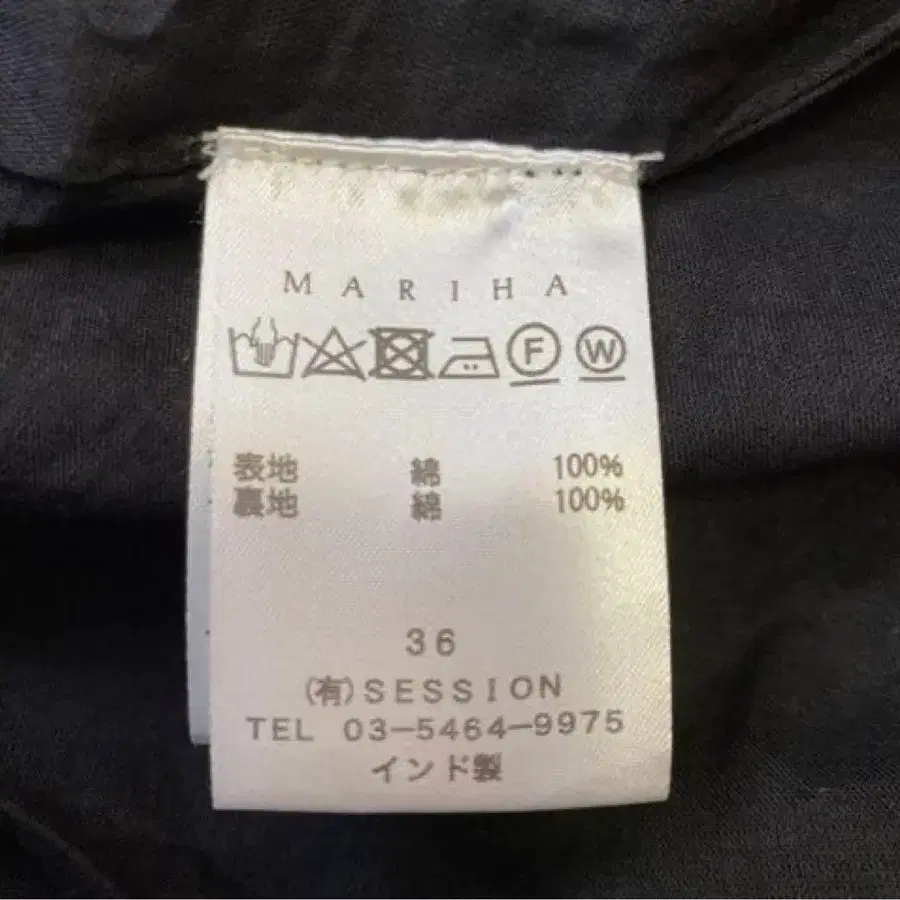 MARIHA
F W
表地 綿 100%
裏地 綿 100%
36
(有)SESSION
TEL 03-5464-9975
インド製